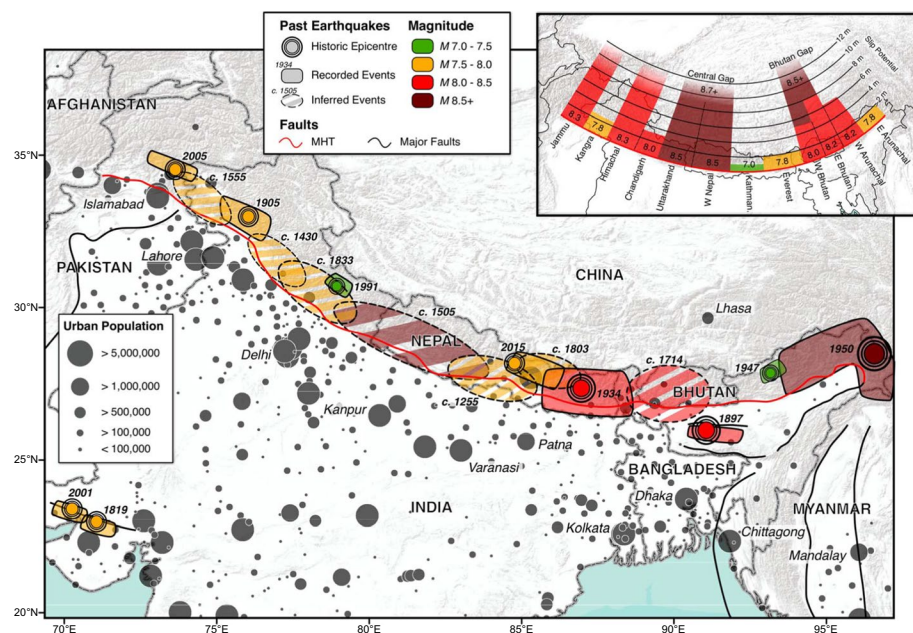 Past Earthquakes
Historic Epicentre
1934
Recorded Events
c. 1505
Inferred Events
Faults
MHT
Major Faults
Magnitude
M 7.0 - 7.5
M 7.5 - 8.0
M 8.0 - 8.5
M 8.5+
12 m
10 m
8 m
6 m
4 m
2 m
Slip Potential
Central Gap
8.7+
Bhutan Gap
8.5+
8.3
7.8
8.3
8.0
8.5
8.5
7.0
7.8
8.0
8.2
8.2
7.8
Jammu
Kangra
Himachal
Chandigarh
Uttarakhand
W Nepal
Kathman.
Everest
W Bhutan
E Bhutan
W Arunachal
E Arunachal
AFGHANISTAN
35°N
2005
c. 1555
Islamabad
1905
c. 1430
Lahore
PAKISTAN
c. 1833
1991
CHINA
30°N
c. 1505
Lhasa
Urban Population
> 5,000,000
> 1,000,000
> 500,000
> 100,000
< 100,000
NEPAL
Delhi
2015
c. 1803
c. 1714
1947
1950
BHUTAN
1934
c. 1255
Kanpur
1897
Patna
Varanasi
25°N
BANGLADESH
2001
1819
INDIA
Dhaka
MYANMAR
Kolkata
Chittagong
Mandalay
20°N
70°E
75°E
80°E
85°E
90°E
95°E